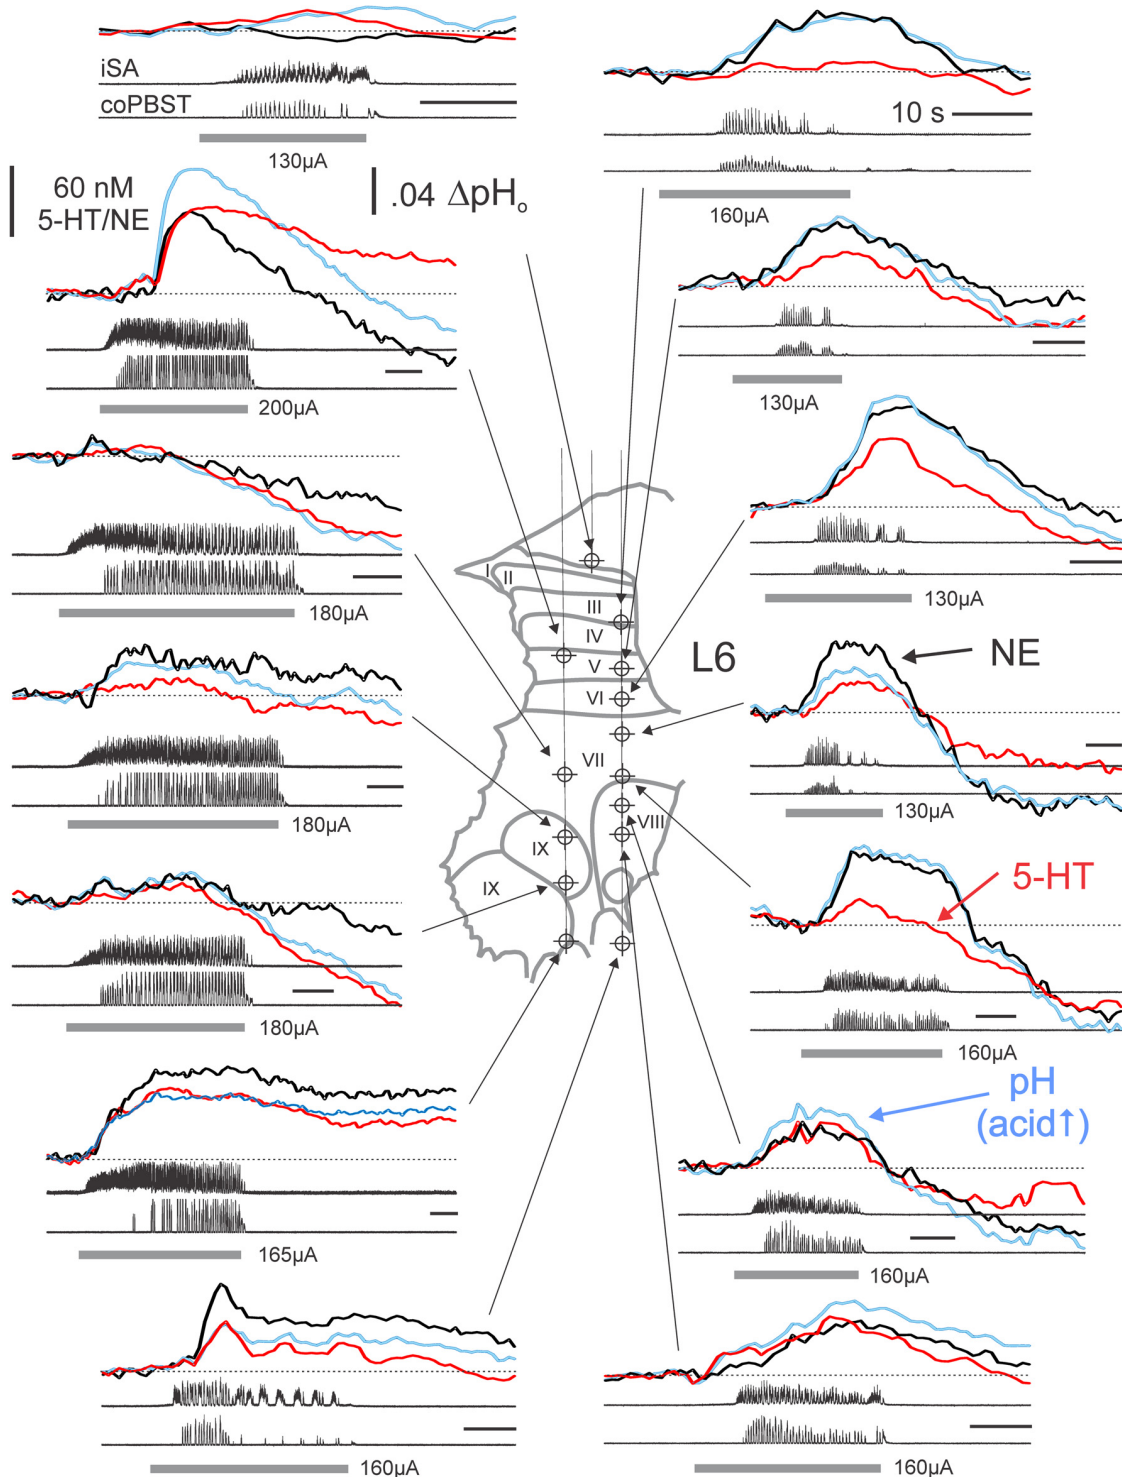 iSA
coPBST
130µA
10 s
160µA
60 nM
5-HT/NE
.04 ΔpHₒ
200µA
130µA
180µA
130µA
I
II
III
IV
V
VI
VII
VIII
IX
IX
L6
NE
180µA
130µA
5-HT
180µA
160µA
pH
(acid↑)
165µA
160µA
160µA
160µA